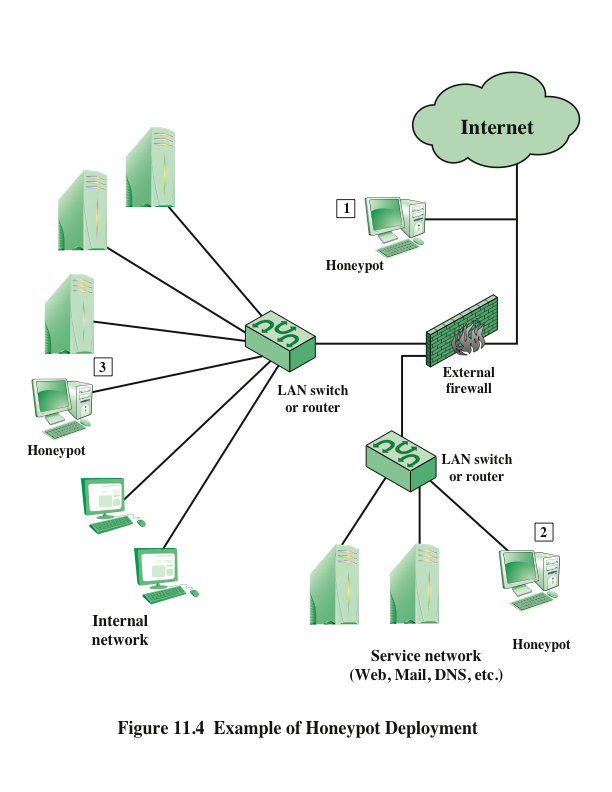 Internet
1
Honeypot
External
firewall
LAN switch
or router
3
Honeypot
LAN switch
or router
2
Honeypot
Internal
network
Service network
(Web, Mail, DNS, etc.)
Figure 11.4 Example of Honeypot Deployment